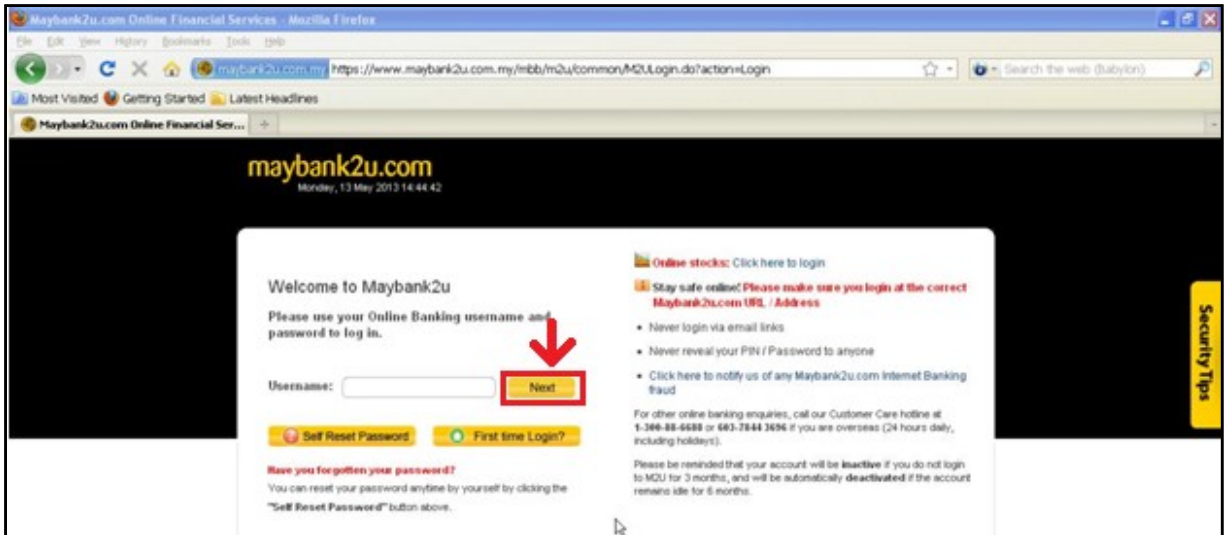 Maybank2u.com Online Financial Services - Mozilla Firefox
File Edit View History Bookmarks Tools Help
maybank2u.com.my https://www.maybank2u.com.my/mbb/m2u/common/M2ULogin.do?action=Login
Search the web (Babylon)
Most Visited Getting Started Latest Headlines
Maybank2u.com Online Financial Ser...
maybank2u.com
Monday, 13 May 2013 14:44:42
Welcome to Maybank2u
Please use your Online Banking username and
password to log in.
Username:
Next
Self Reset Password
First time Login?
Have you forgotten your password?
You can reset your password anytime by yourself by clicking the
"Self Reset Password" button above.
Online stocks: Click here to login
Stay safe online! Please make sure you login at the correct
Maybank2u.com URL / Address
• Never login via email links
• Never reveal your PIN / Password to anyone
• Click here to notify us of any Maybank2u.com Internet Banking
fraud
For other online banking enquiries, call our Customer Care hotline at
1-300-88-6688 or 603-7844 3696 if you are overseas (24 hours daily,
including holidays).
Please be reminded that your account will be inactive if you do not login
to M2U for 3 months, and will be automatically deactivated if the account
remains idle for 6 months.
Security Tips